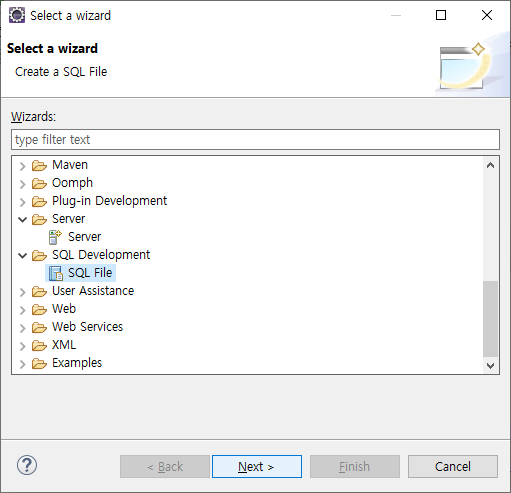 Select a wizard
Select a wizard
Create a SQL File
Wizards:
type filter text
Maven
Oomph
Plug-in Development
Server
Server
SQL Development
SQL File
User Assistance
Web
Web Services
XML
Examples
?
< Back
Next >
Finish
Cancel